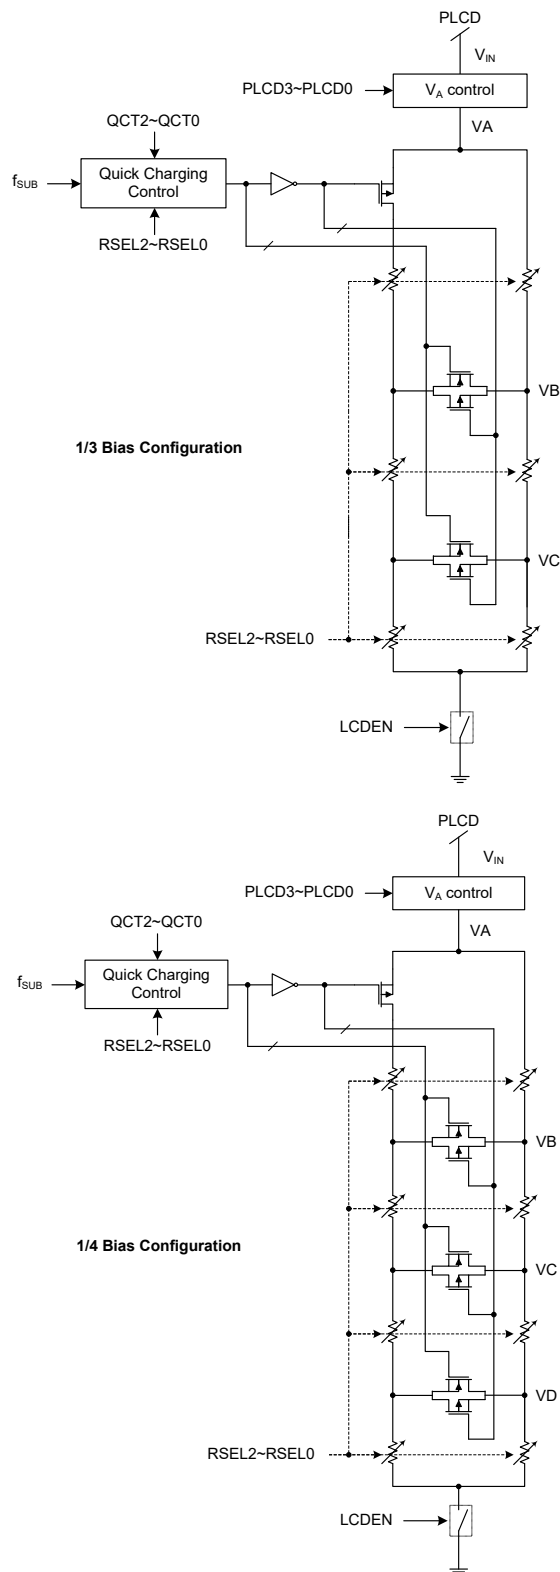 PLCD
VIN
PLCD3~PLCD0
VA control
QCT2~QCT0
VA
fSUB
Quick Charging
Control
RSEL2~RSEL0
VB
1/3 Bias Configuration
VC
RSEL2~RSEL0
LCDEN
PLCD
VIN
PLCD3~PLCD0
VA control
QCT2~QCT0
VA
fSUB
Quick Charging
Control
RSEL2~RSEL0
VB
1/4 Bias Configuration
VC
VD
RSEL2~RSEL0
LCDEN